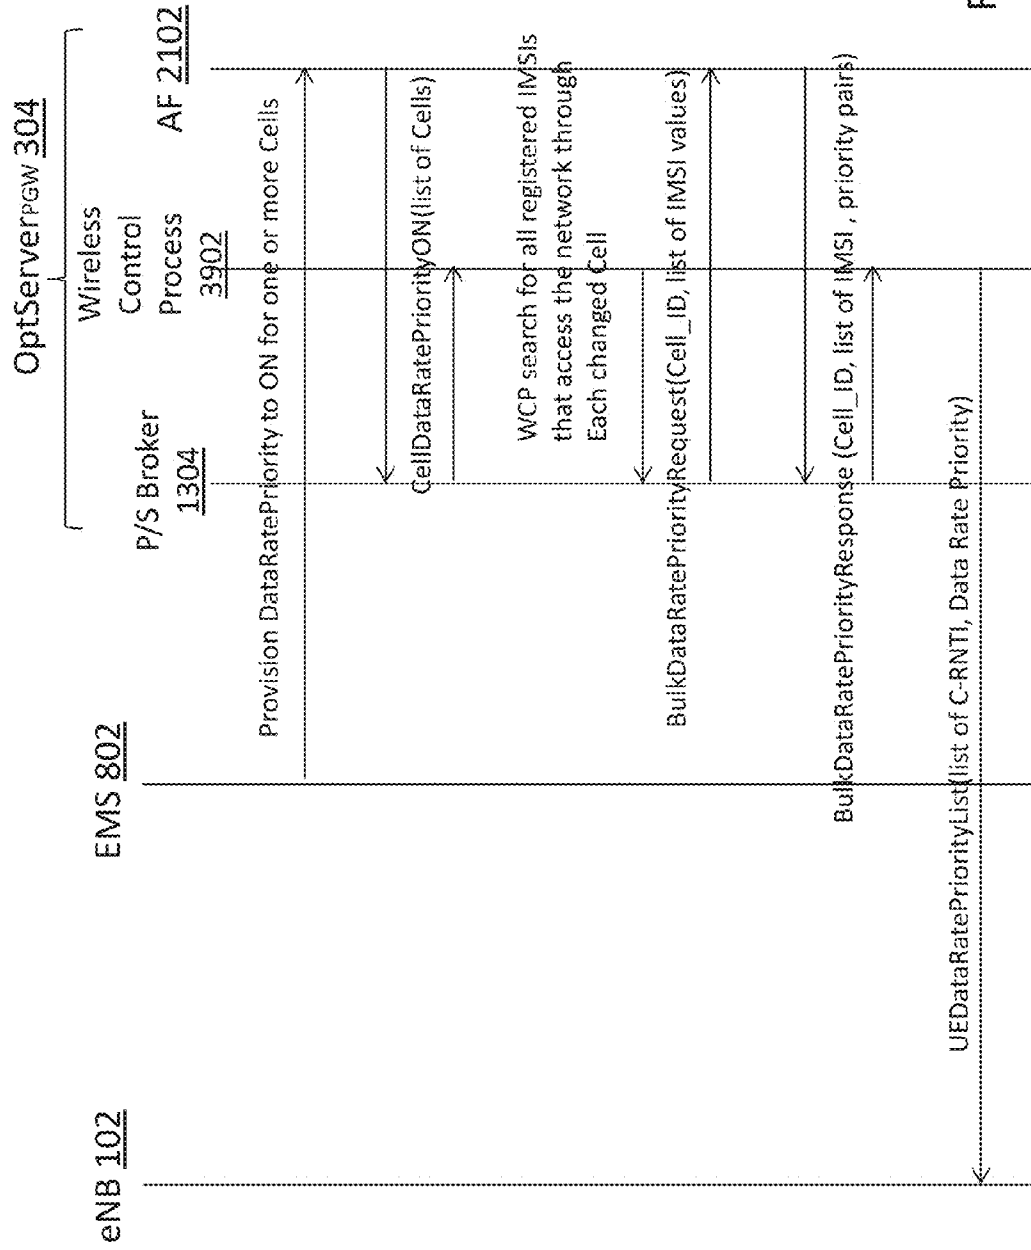 OptServerPGW 304
eNB 102
EMS 802
P/S Broker
1304
Wireless
Control
Process
3902
AF 2102
Provision DataRatePriority to ON for one or more Cells
CellDataRatePriorityON(list of Cells)
WCP search for all registered IMSIs
that access the network through
Each changed Cell
BulkDataRatePriorityRequest(Cell_ID, list of IMSI values)
BulkDataRatePriorityResponse (Cell_ID, list of IMSI , priority pairs)
UEDataRatePriorityList(list of C-RNTI, Data Rate Priority)